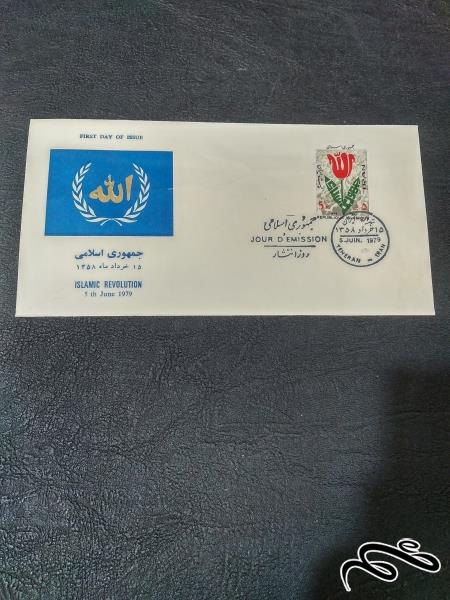 FIRST DAY OF ISSUE
الله
جمهوری اسلامی
۱۵ خرداد ماه ۱۳۵۸
ISLAMIC REVOLUTION
5 th June 1979
جمهوری اسلامی
JOUR D'EMISSION
روز انتشار
۱۵ خرداد ۱۳۵۸
5 JUIN. 1979
TEHERAN - IRAN